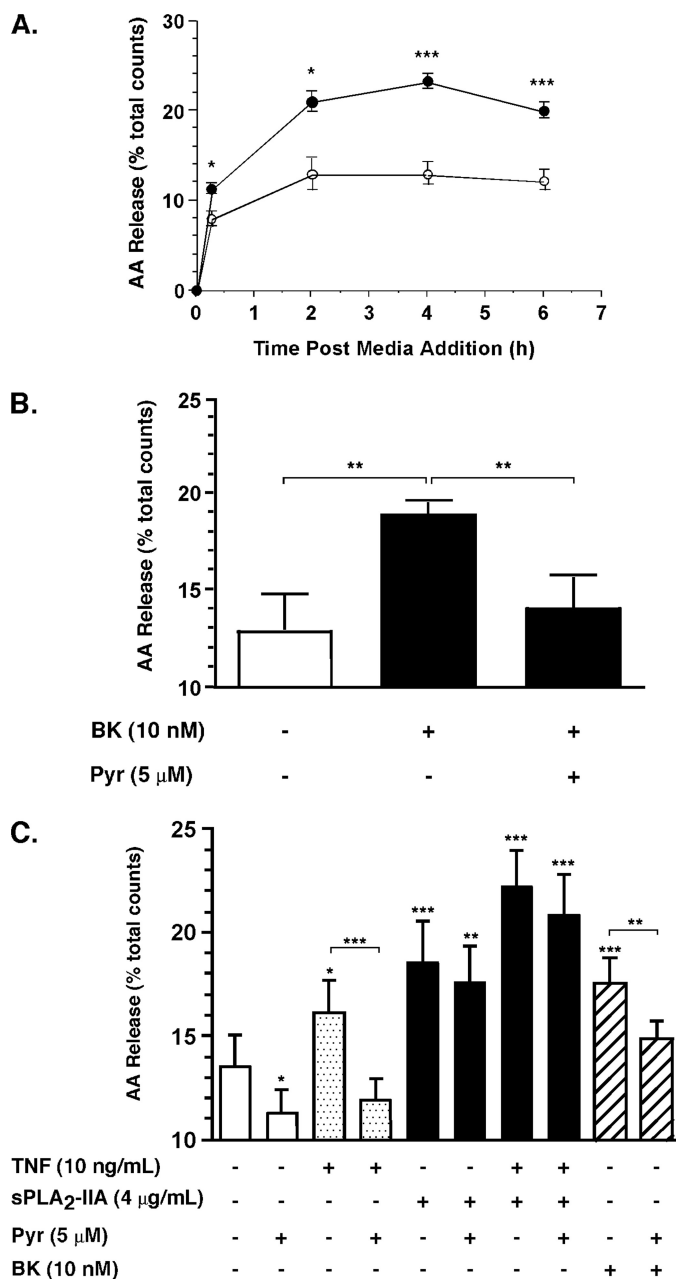 A.
AA Release (% total counts)
30
20
10
0
*
*
***
***
0 1 2 3 4 5 6 7
Time Post Media Addition (h)
B.
AA Release (% total counts)
25
20
15
10
** **
BK (10 nM) - + +
Pyr (5 μM) - - +
C.
AA Release (% total counts)
25
20
15
10
*
*
***
***
**
***
***
***
**
TNF (10 ng/mL) - - + + - - + + - -
sPLA₂-IIA (4 μg/mL) - - - - + + + + - -
Pyr (5 μM) - + - + - + - + - +
BK (10 nM) - - - - - - - - + +